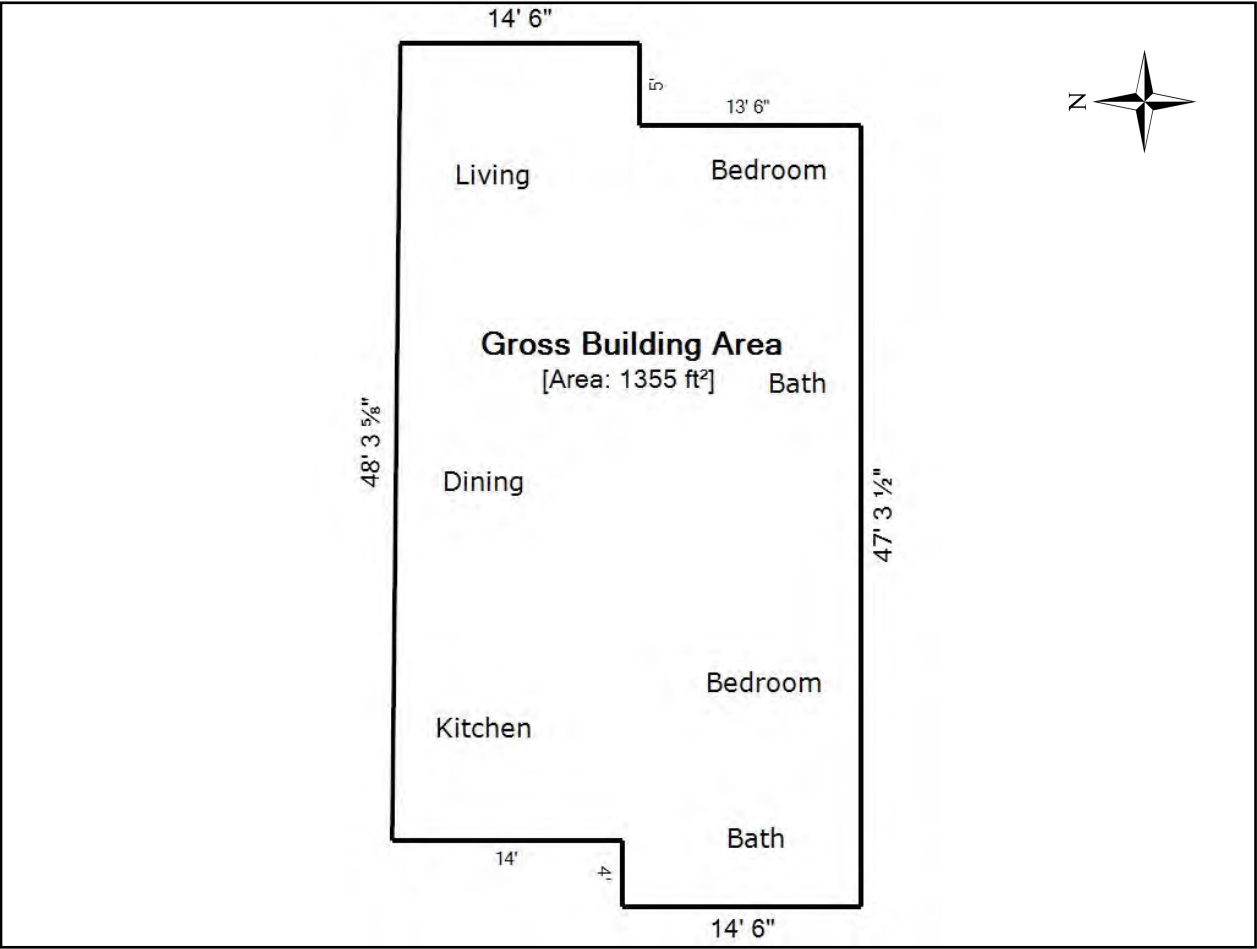 14' 6"
5'
13' 6"
N
Living
Bedroom
Gross Building Area
[Area: 1355 ft²]
Bath
48' 3 ⅝"
Dining
47' 3 ½"
Bedroom
Kitchen
Bath
14'
4'
14' 6"